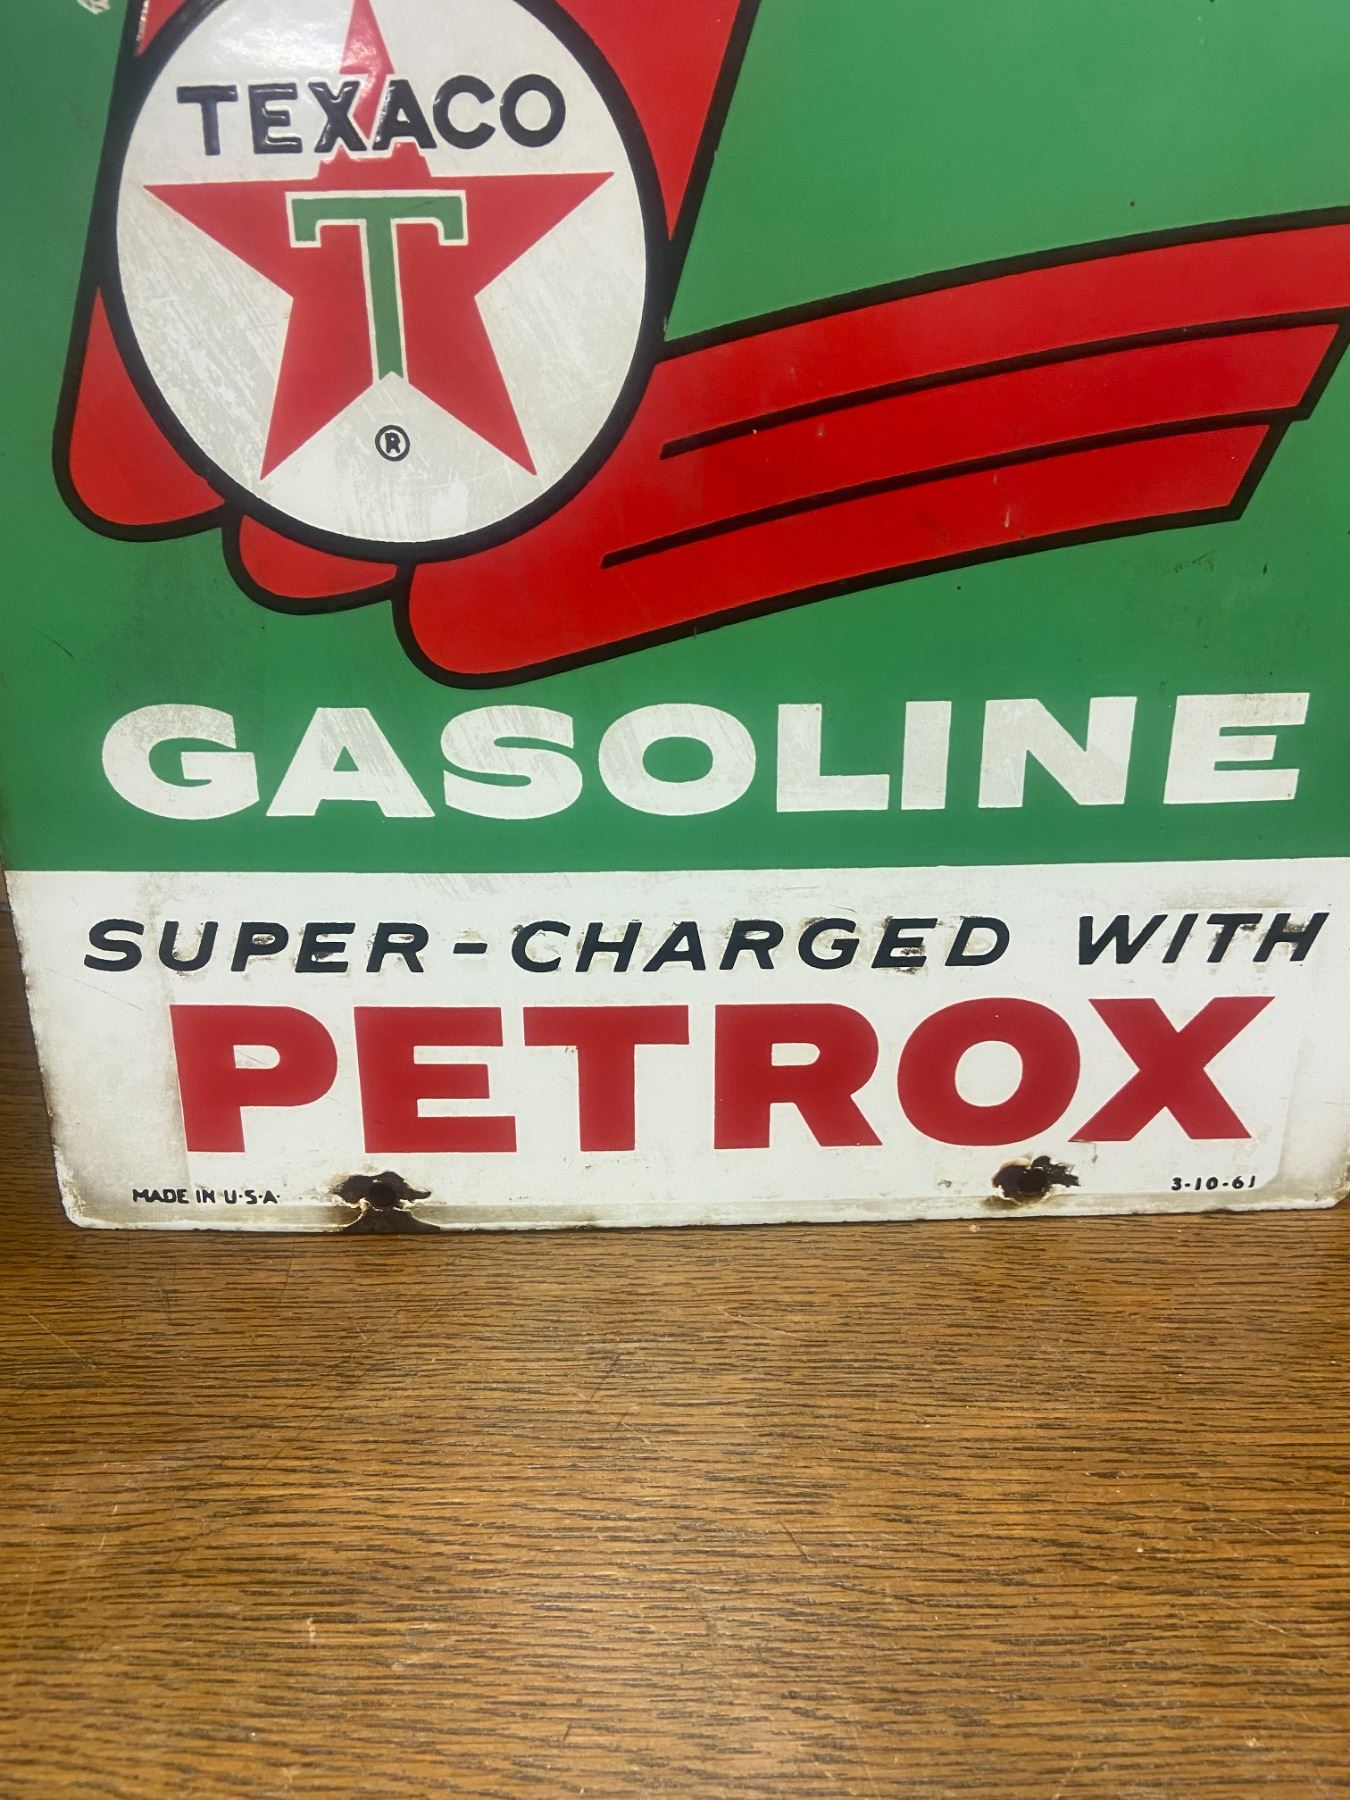 TEXACO
T
®
GASOLINE
SUPER-CHARGED WITH
PETROX
MADE IN U·S·A· 3-10-61